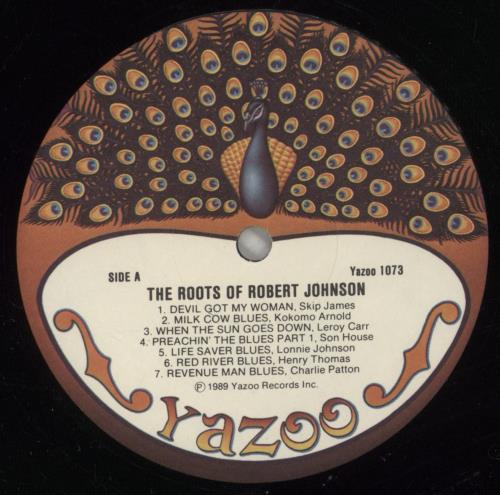 SIDE A
Yazoo 1073
THE ROOTS OF ROBERT JOHNSON
1. DEVIL GOT MY WOMAN, Skip James
2. MILK COW BLUES, Kokomo Arnold
3. WHEN THE SUN GOES DOWN, Leroy Carr
4. PREACHIN' THE BLUES PART 1, Son House
5. LIFE SAVER BLUES, Lonnie Johnson
6. RED RIVER BLUES, Henry Thomas
7. REVENUE MAN BLUES, Charlie Patton
℗ 1989 Yazoo Records Inc.
Yazoo